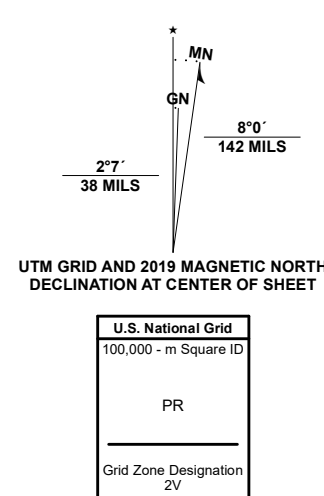 ★
MN
GN
8°0´
142 MILS
2°7´
38 MILS
UTM GRID AND 2019 MAGNETIC NORTH
DECLINATION AT CENTER OF SHEET
U.S. National Grid
100,000 - m Square ID
PR
Grid Zone Designation
2V